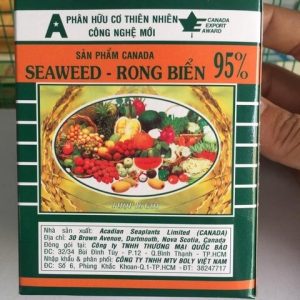 A PHÂN HỮU CƠ THIÊN NHIÊN
CÔNG NGHỆ MỚI
CANADA
EXPORT
AWARD
SẢN PHẨM CANADA
SEAWEED - RONG BIỂN 95%
Nhà sản xuất: Acadian Seaplants Limited (CANADA)
Địa chỉ: 30 Brown Avenue, Dartmouth, Nova Scotia, Canada
Đóng gói tại: Công ty TNHH THƯƠNG MẠI QUỐC BẢO
ĐC: 32/34 Bùi Đình Túy - P.12 - Q.Bình Thạnh - TP.HCM
Nhập khẩu & phân phối: CÔNG TY TNHH MTV BOLY VIỆT NAM
ĐC: Số 6, Phùng Khắc Khoan-Q.1-TP.HCM - ĐT: 38247717